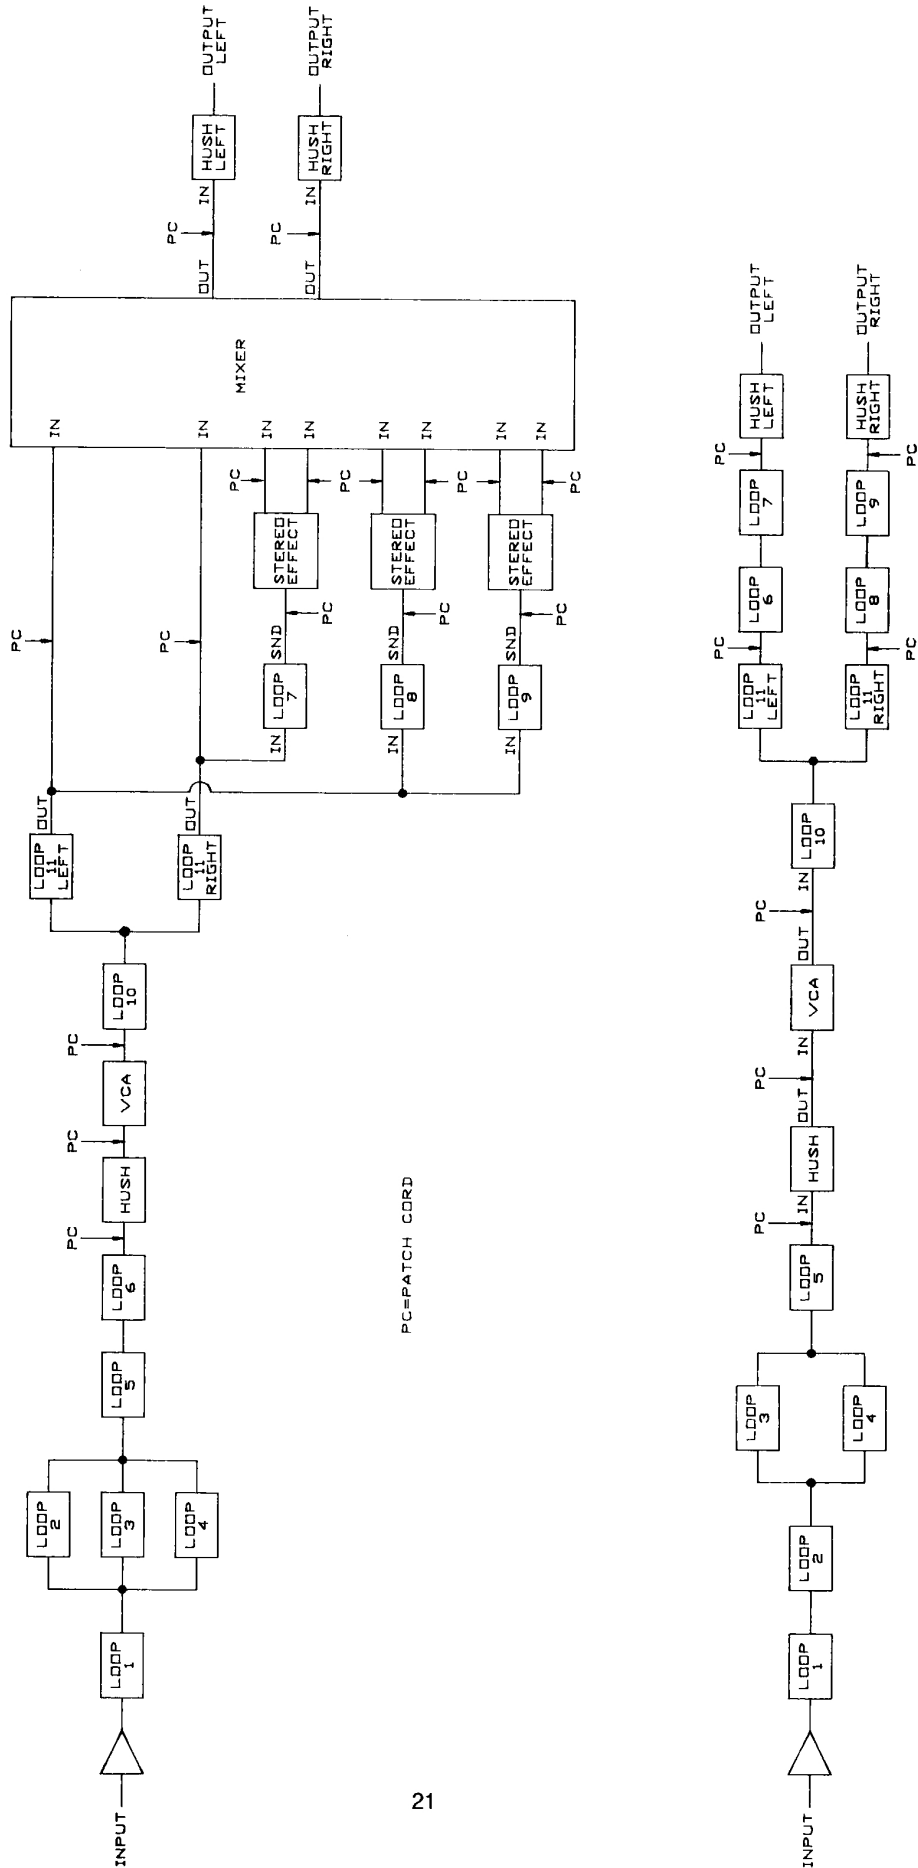 INPUT
LOOP
1
LOOP
2
LOOP
3
LOOP
4
LOOP
5
LOOP
6
PC
HUSH
PC
VCA
PC
LOOP
10
LOOP
11
LEFT
OUT
LOOP
11
RIGHT
OUT
PC
IN
PC
IN
IN
LOOP
7
SND
PC
STEREO
EFFECT
PC
IN
IN
PC
IN
LOOP
8
SND
PC
STEREO
EFFECT
IN
IN
PC
IN
LOOP
9
SND
PC
STEREO
EFFECT
IN
IN
PC
MIXER
OUT
PC
IN
HUSH
LEFT
OUTPUT
LEFT
OUT
PC
IN
HUSH
RIGHT
OUTPUT
RIGHT
PC=PATCH CORD
INPUT
LOOP
1
LOOP
2
LOOP
3
LOOP
4
LOOP
5
PC
IN
HUSH
OUT
PC
IN
VCA
OUT
PC
IN
LOOP
10
LOOP
11
LEFT
PC
LOOP
6
LOOP
7
PC
HUSH
LEFT
OUTPUT
LEFT
LOOP
11
RIGHT
PC
LOOP
8
LOOP
9
PC
HUSH
RIGHT
OUTPUT
RIGHT
21